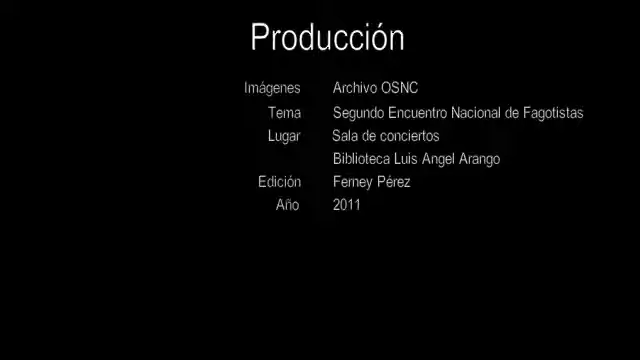 Producción
Imágenes Archivo OSNC
Tema Segundo Encuentro Nacional de Fagotistas
Lugar Sala de conciertos
Biblioteca Luis Angel Arango
Edición Ferney Pérez
Año 2011